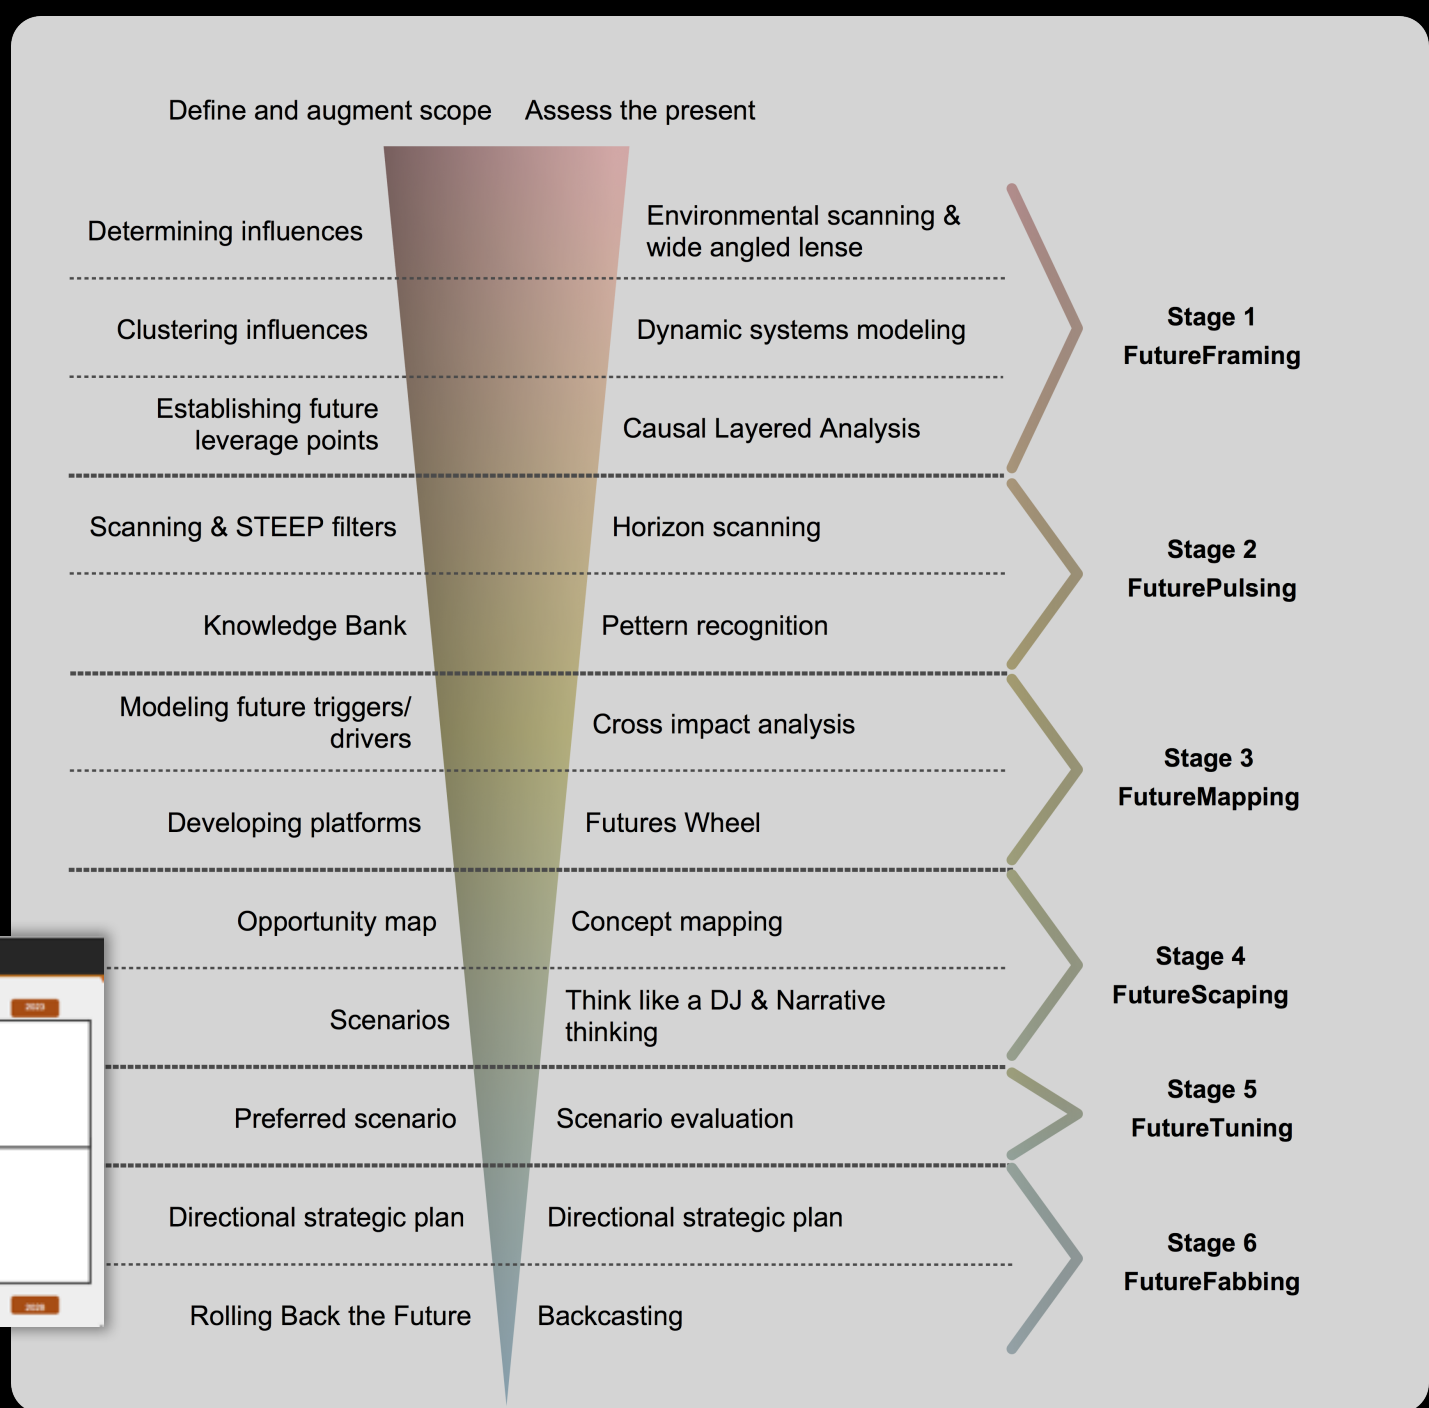 Define and augment scope
Assess the present
Determining influences
Environmental scanning &
wide angled lense
Clustering influences
Dynamic systems modeling
Stage 1
FutureFraming
Establishing future
leverage points
Causal Layered Analysis
Scanning & STEEP filters
Horizon scanning
Stage 2
FuturePulsing
Knowledge Bank
Pettern recognition
Modeling future triggers/
drivers
Cross impact analysis
Stage 3
FutureMapping
Developing platforms
Futures Wheel
Opportunity map
Concept mapping
Stage 4
FutureScaping
2023
Scenarios
Think like a DJ & Narrative
thinking
Preferred scenario
Scenario evaluation
Stage 5
FutureTuning
Directional strategic plan
Directional strategic plan
Stage 6
FutureFabbing
2028
Rolling Back the Future
Backcasting